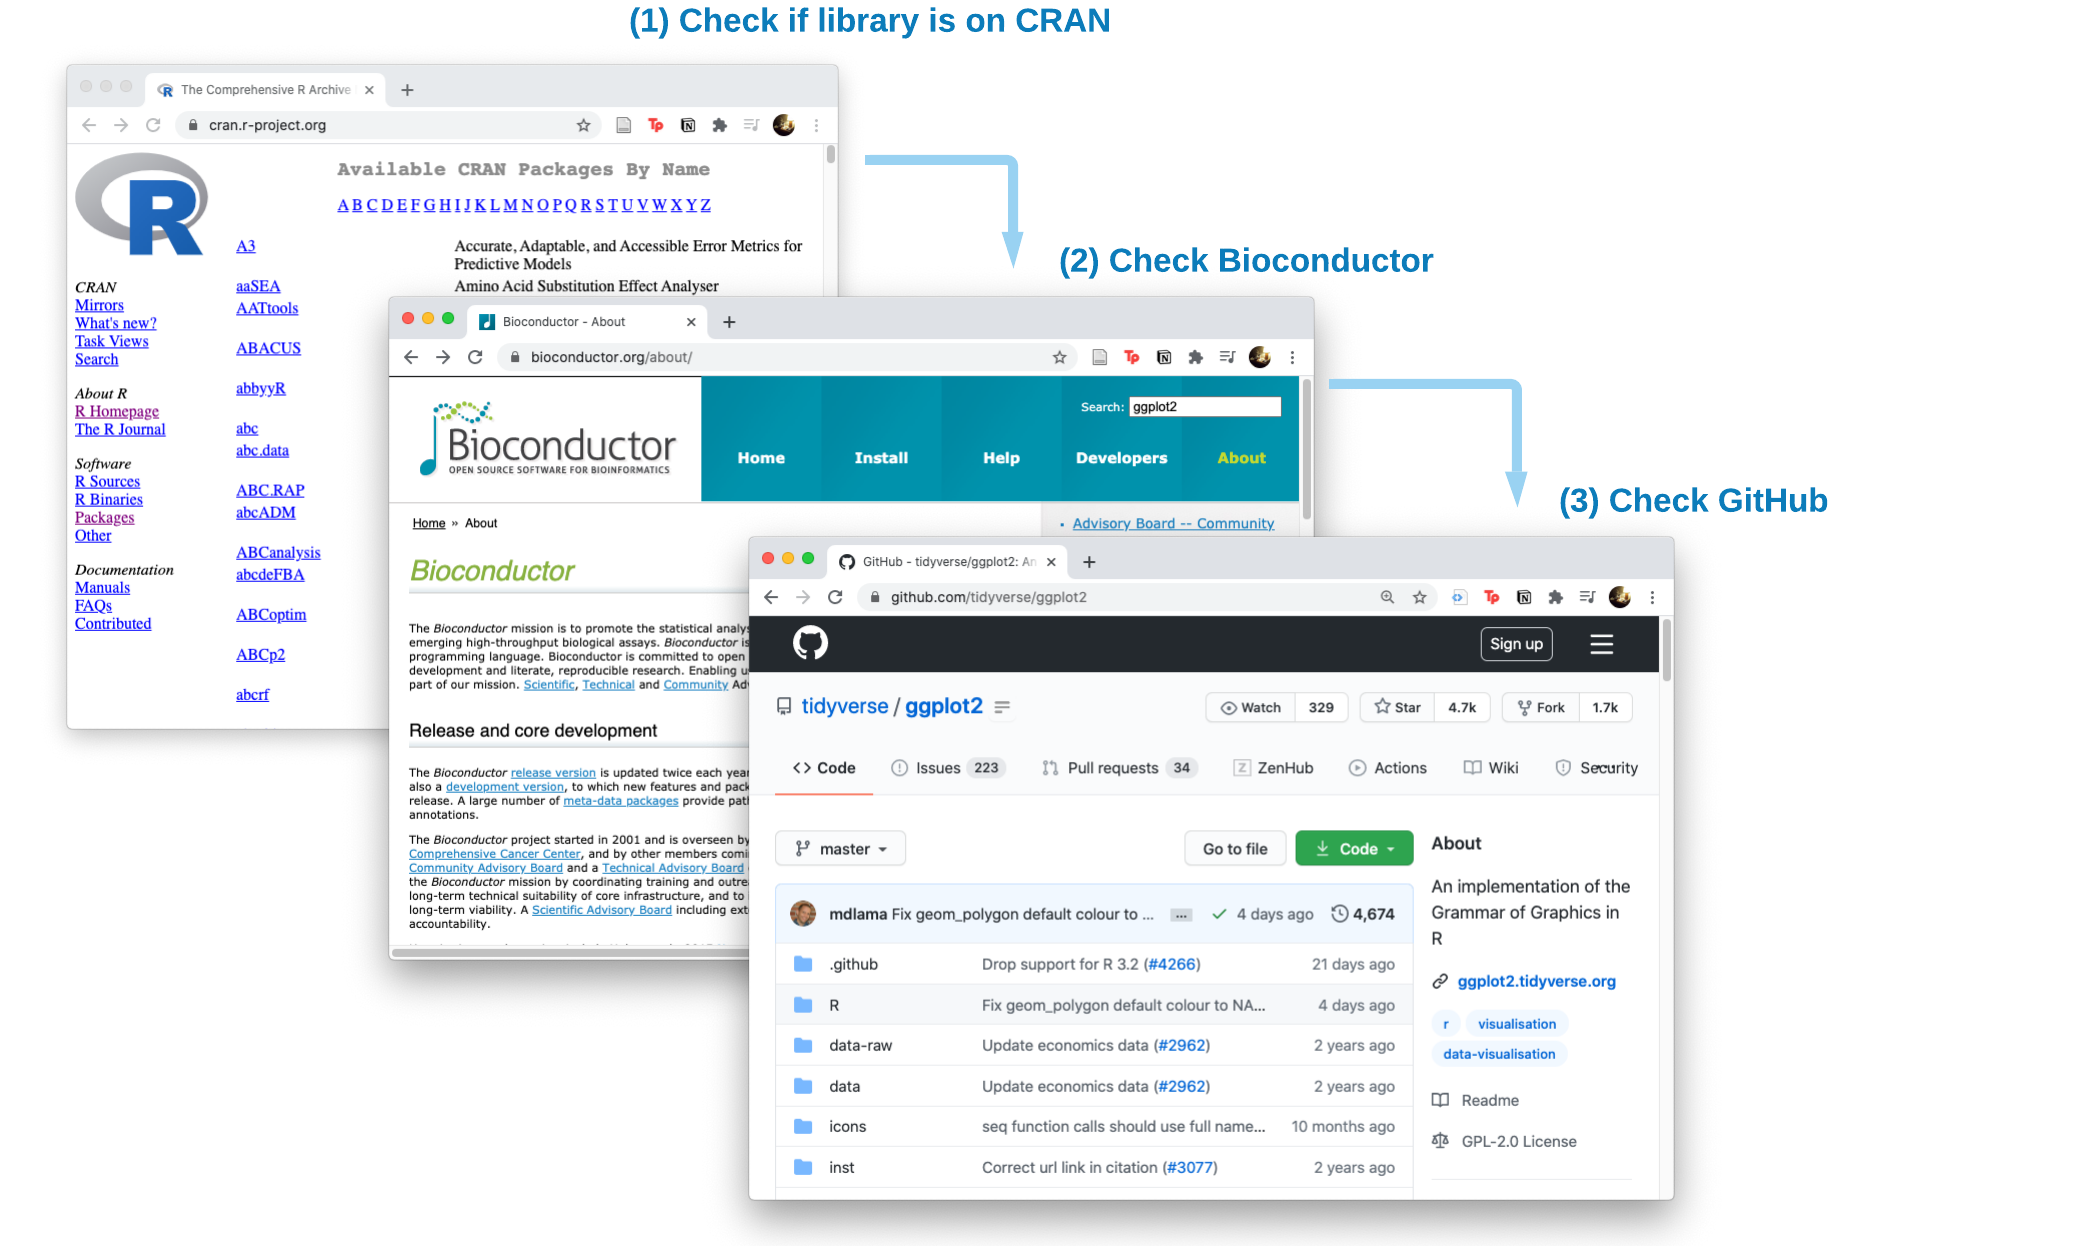 (1) Check if library is on CRAN
The Comprehensive R Archive
cran.r-project.org
Available CRAN Packages By Name
A B C D E F G H I J K L M N O P Q R S T U V W X Y Z
A3
Accurate, Adaptable, and Accessible Error Metrics for
Predictive Models
aaSEA
Amino Acid Substitution Effect Analyser
AATtools
ABACUS
abbyyR
abc
abc.data
ABC.RAP
abcADM
ABCanalysis
abcdeFBA
ABCoptim
ABCp2
abcrf
CRAN
Mirrors
What's new?
Task Views
Search
About R
R Homepage
The R Journal
Software
R Sources
R Binaries
Packages
Other
Documentation
Manuals
FAQs
Contributed
(2) Check Bioconductor
Bioconductor - About
bioconductor.org/about/
Bioconductor
OPEN SOURCE SOFTWARE FOR BIOINFORMATICS
Search: ggplot2
Home Install Help Developers About
Home » About
• Advisory Board -- Community
Bioconductor
The Bioconductor mission is to promote the statistical analys
emerging high-throughput biological assays. Bioconductor is
programming language. Bioconductor is committed to open
development and literate, reproducible research. Enabling u
part of our mission. Scientific, Technical and Community Adv
Release and core development
The Bioconductor release version is updated twice each year
also a development version, to which new features and pack
release. A large number of meta-data packages provide path
annotations.
The Bioconductor project started in 2001 and is overseen by
Comprehensive Cancer Center, and by other members comi
Community Advisory Board and a Technical Advisory Board
the Bioconductor mission by coordinating training and outrea
long-term technical suitability of core infrastructure, and to
long-term viability. A Scientific Advisory Board including ext
accountability.
(3) Check GitHub
GitHub - tidyverse/ggplot2: An
github.com/tidyverse/ggplot2
Sign up
tidyverse / ggplot2
Watch 329 Star 4.7k Fork 1.7k
Code Issues 223 Pull requests 34 ZenHub Actions Wiki Security
master Go to file Code
mdlama Fix geom_polygon default colour to ... ... 4 days ago 4,674
.github Drop support for R 3.2 (#4266) 21 days ago
R Fix geom_polygon default colour to NA... 4 days ago
data-raw Update economics data (#2962) 2 years ago
data Update economics data (#2962) 2 years ago
icons seq function calls should use full name... 10 months ago
inst Correct url link in citation (#3077) 2 years ago
About
An implementation of the
Grammar of Graphics in
R
ggplot2.tidyverse.org
r visualisation
data-visualisation
Readme
GPL-2.0 License